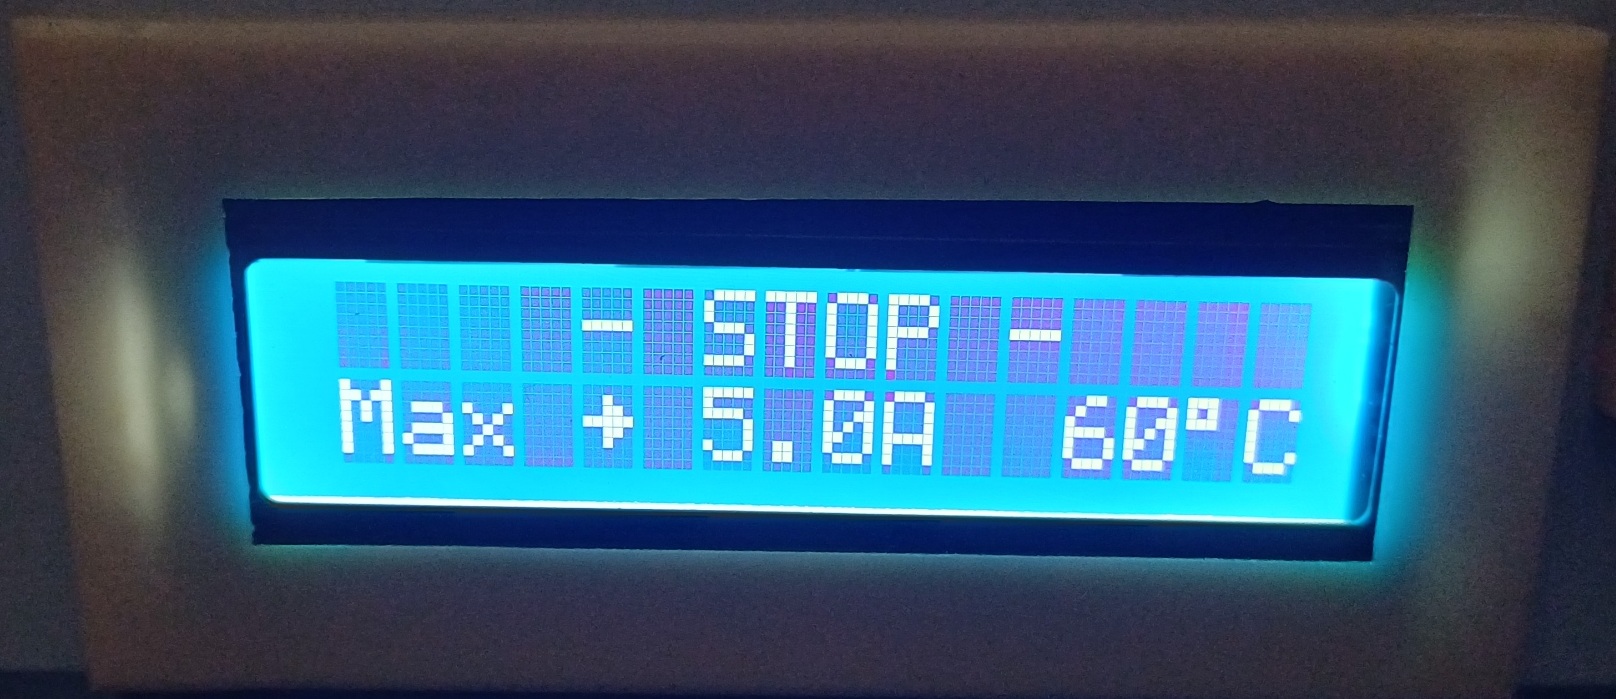 - STOP -
Max → 5.0A 60°C